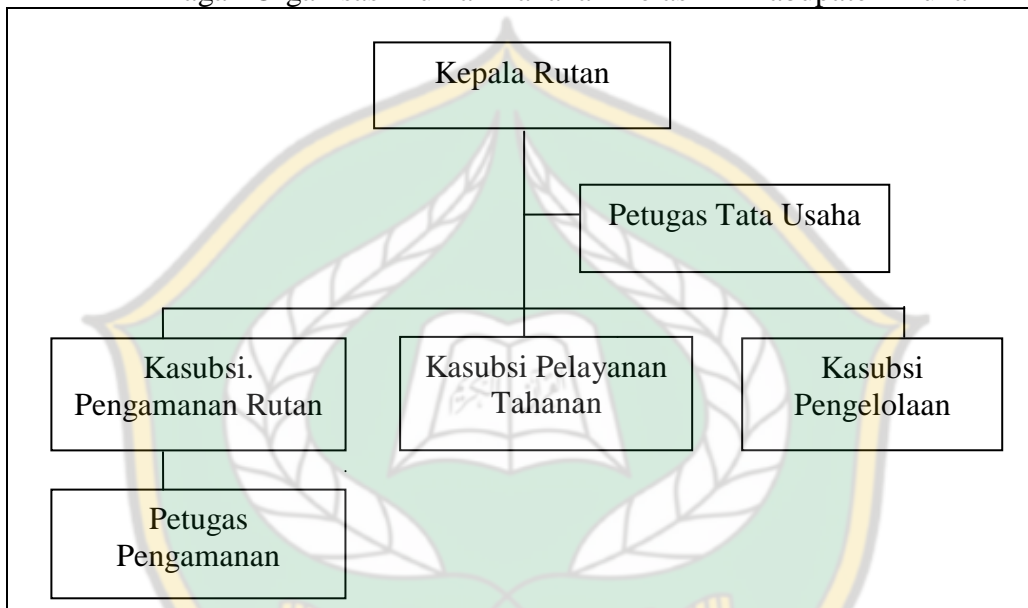 Kepala Rutan
Petugas Tata Usaha
Kasubsi.
Pengamanan Rutan
Kasubsi Pelayanan
Tahanan
Kasubsi
Pengelolaan
Petugas
Pengamanan